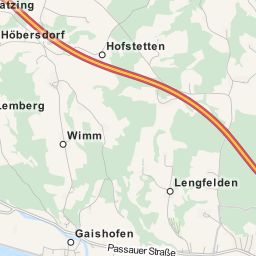 atzing
Höbersdorf
Hofstetten
Lemberg
Wimm
Lengfelden
Gaishofen
Passauer Straße